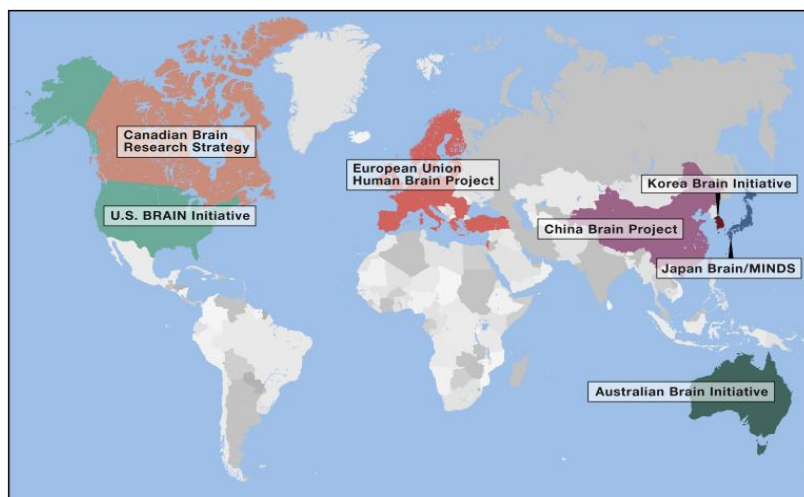 Canadian Brain
Research Strategy
U.S. BRAIN Initiative
European Union
Human Brain Project
Korea Brain Initiative
China Brain Project
Japan Brain/MINDS
Australian Brain Initiative